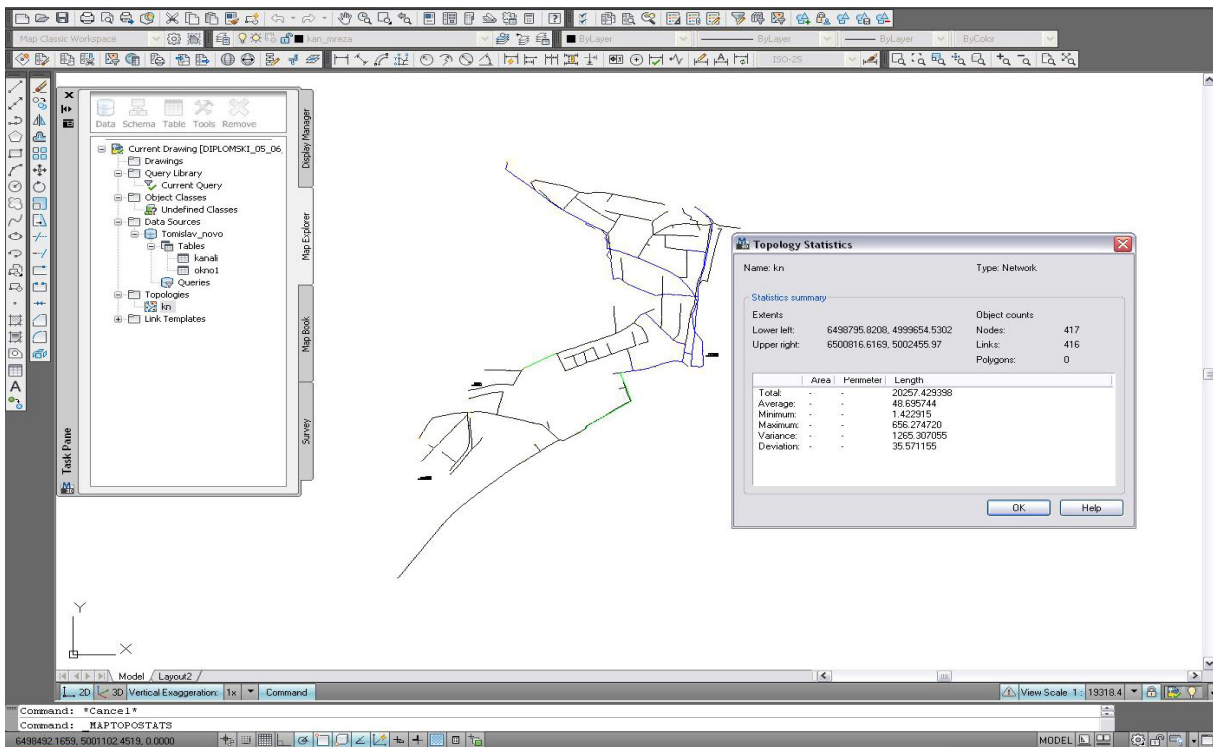 Map Classic Workspace
kan_mreza
ByLayer
ByLayer
ByLayer
ByColor
ISO-25
Data Schema Table Tools Remove
Current Drawing [DIPLOMSKI_05_06
Drawings
Query Library
Current Query
Object Classes
Undefined Classes
Data Sources
Tomislav_novo
Tables
kanali
okno1
Queries
Topologies
kn
Link Templates
Display Manager
Map Explorer
Map Book
Survey
Task Pane
Topology Statistics
Name: kn Type: Network
Statistics summary
Extents Object counts
Lower left: 6498795.8208, 4999654.5302 Nodes: 417
Upper right: 6500816.6169, 5002455.97 Links: 416
Polygons: 0
Area Perimeter Length
Total: - - 20257.429398
Average: - - 48.695744
Minimum: - - 1.422915
Maximum: - - 656.274720
Variance: - - 1265.307055
Deviation: - - 35.571155
OK Help
Y
X
Model Layout2
2D 3D Vertical Exaggeration: 1x Command
View Scale 1 : 19318.4
Command: *Cancel*
Command: _MAPTOPOSTATS
6498492.1659, 5001102.4519, 0.0000
MODEL